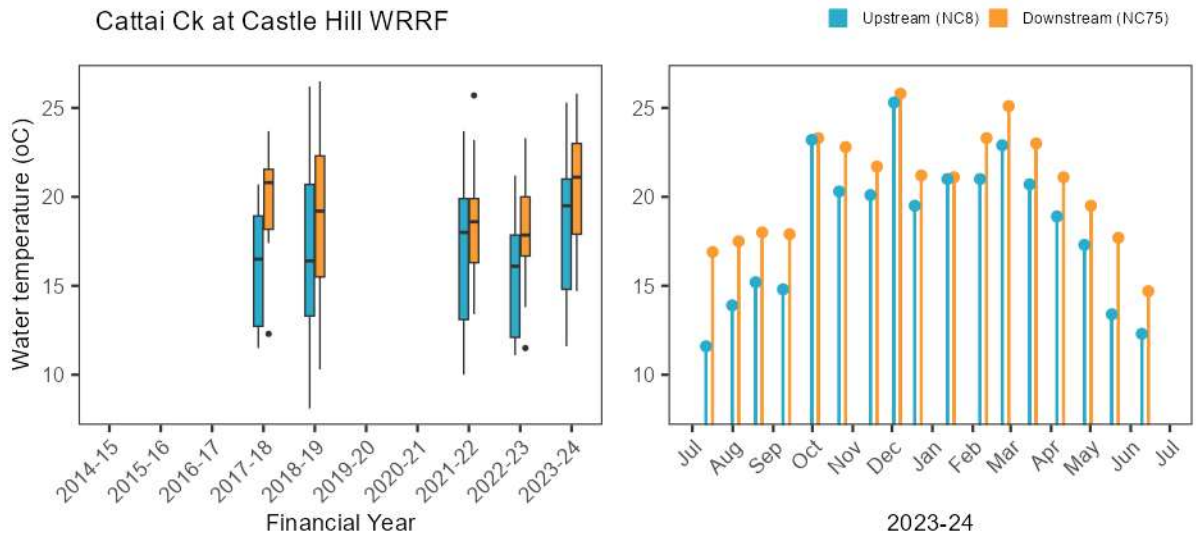 Cattai Ck at Castle Hill WRRF
Upstream (NC8) Downstream (NC75)
Water temperature (oC)
25
20
15
10
2014-15 2015-16 2016-17 2017-18 2018-19 2019-20 2020-21 2021-22 2022-23 2023-24
Financial Year
25
20
15
10
Jul Aug Sep Oct Nov Dec Jan Feb Mar Apr May Jun Jul
2023-24